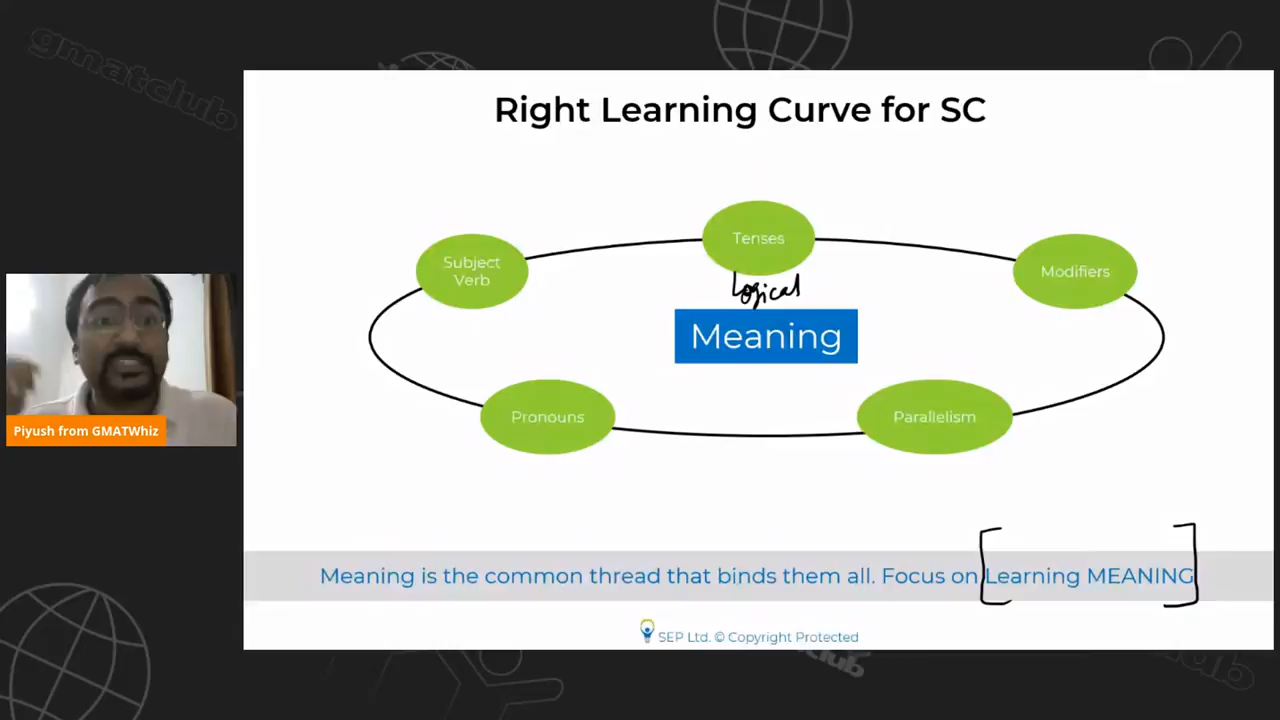 gmatclub
Right Learning Curve for SC
Tenses
Subject
Verb
Modifiers
Logical
Meaning
Pronouns
Parallelism
Piyush from GMATWhiz
Meaning is the common thread that binds them all. Focus on Learning MEANING
SEP Ltd. © Copyright Protected